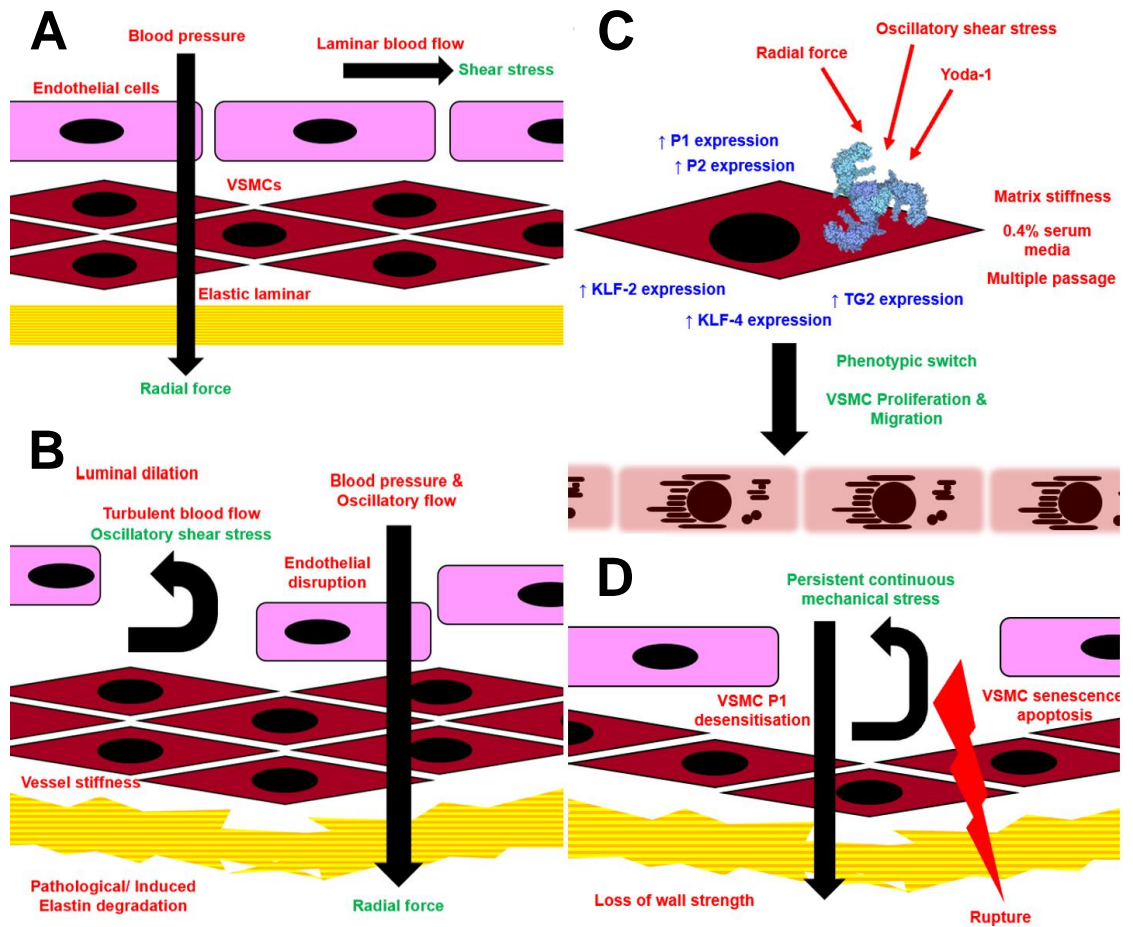 A
Blood pressure
Laminar blood flow
Shear stress
Endothelial cells
VSMCs
Elastic laminar
Radial force
B
Luminal dilation
Turbulent blood flow
Oscillatory shear stress
Blood pressure &
Oscillatory flow
Endothelial
disruption
Vessel stiffness
Pathological/ Induced
Elastin degradation
Radial force
C
Oscillatory shear stress
Radial force
Yoda-1
↑ P1 expression
↑ P2 expression
Matrix stiffness
0.4% serum
media
Multiple passage
↑ KLF-2 expression
↑ TG2 expression
↑ KLF-4 expression
Phenotypic switch
VSMC Proliferation &
Migration
D
Persistent continuous
mechanical stress
VSMC P1
desensitisation
VSMC senescence
apoptosis
Loss of wall strength
Rupture